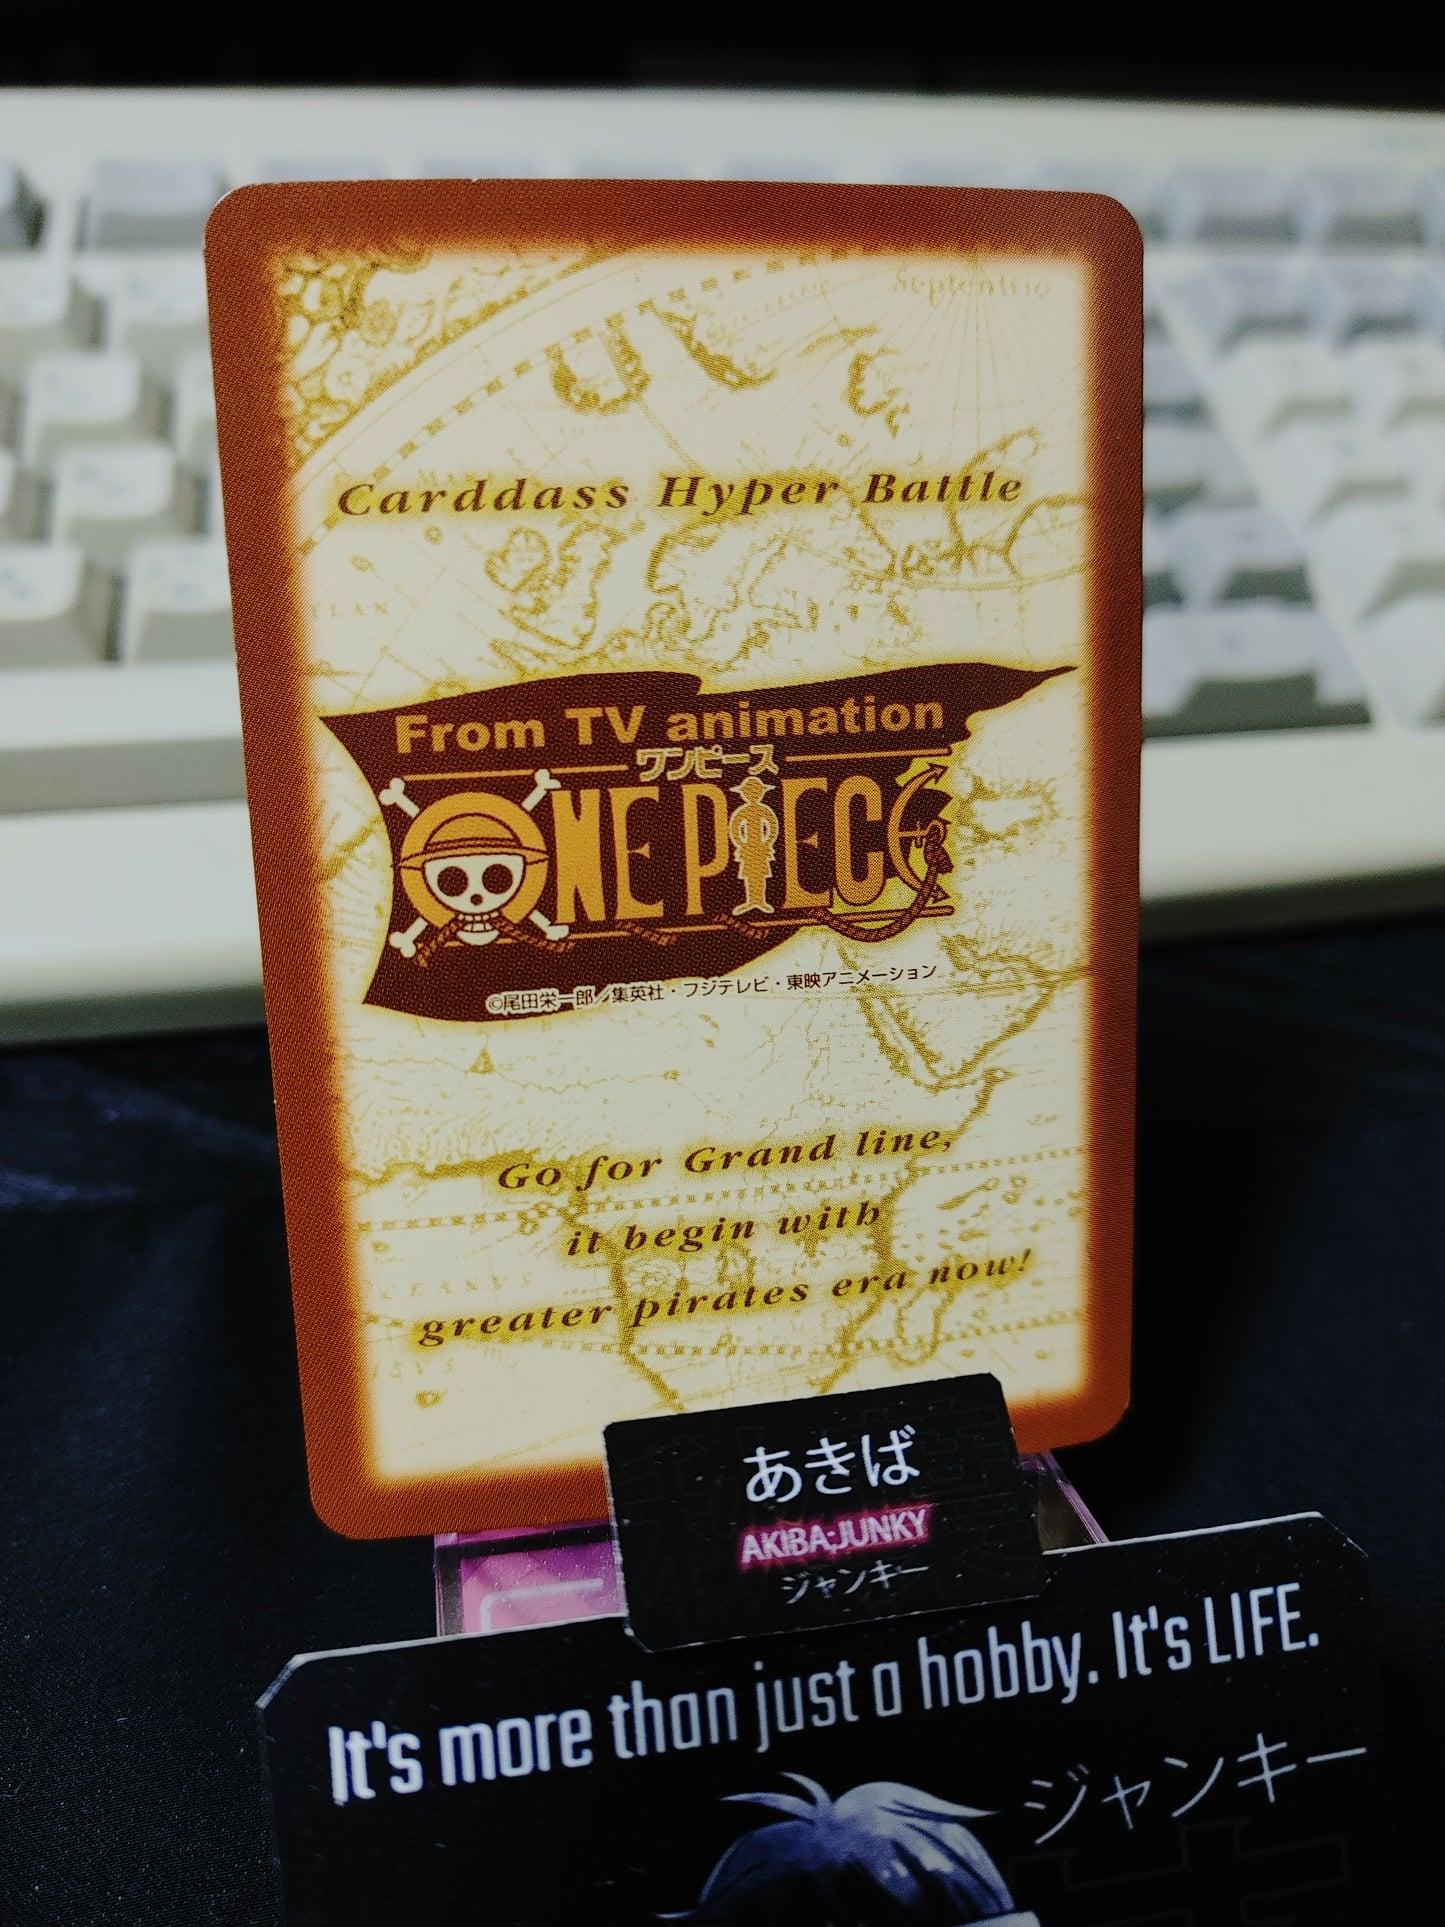 Septentrio
Carddass Hyper Battle
From TV animation
ワンピース
ONE PIECE
©尾田栄一郎/集英社・フジテレビ・東映アニメーション
Go for Grand line,
it begin with
greater pirates era now!
あきば
AKIBA;JUNKY
ジャンキー
It's more than just a hobby. It's LIFE.
ジャンキー